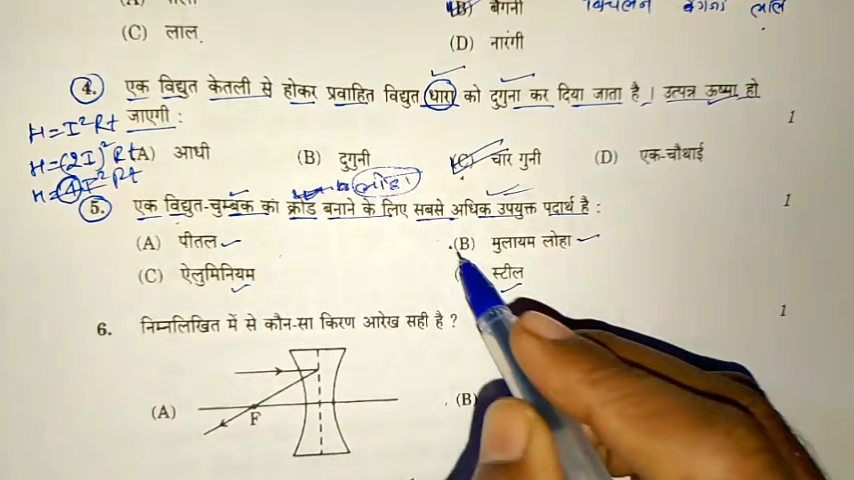 (B) बैंगनी
(C) लाल
(D) नारंगी
4. एक विद्युत केतली से होकर प्रवाहित विद्युत धारा को दुगुना कर दिया जाता है । उत्पन्न ऊष्मा हो
जाएगी : 1
H = I²Rt
H = (2I)²Rt
H = 4I²Rt
(A) आधी (B) दुगुनी (C) चार गुनी (D) एक-चौथाई
लोहा
5. एक विद्युत-चुम्बक का क्रोड बनाने के लिए सबसे अधिक उपयुक्त पदार्थ है : 1
(A) पीतल (B) मुलायम लोहा
(C) ऐलुमिनियम स्टील
6. निम्नलिखित में से कौन-सा किरण आरेख सही है ? 1
(A) F (B)